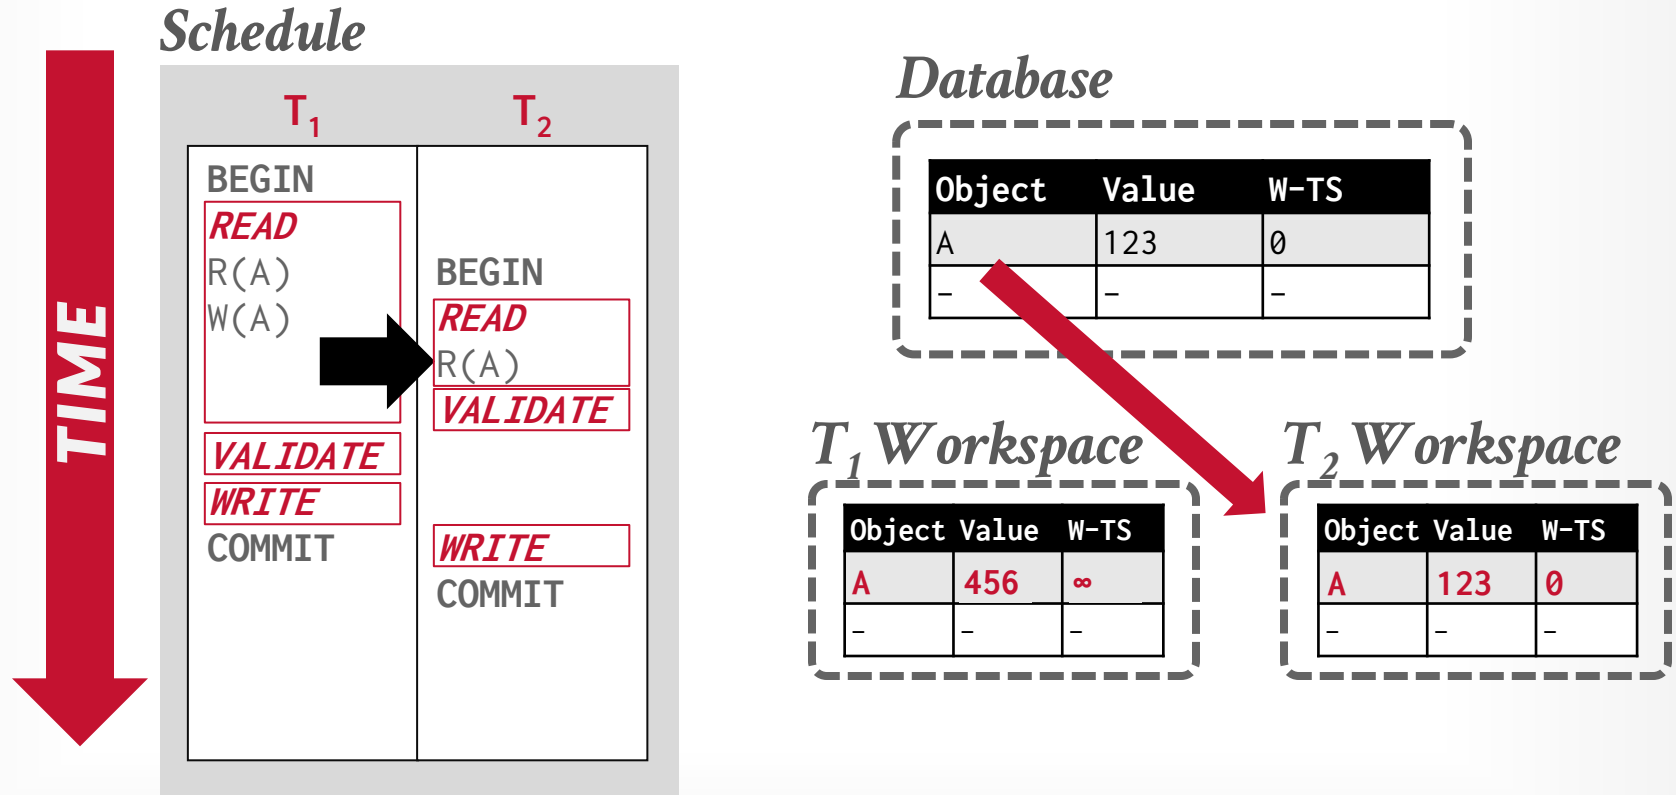 Schedule
TIME
T1
T2
BEGIN
READ
R(A)
W(A)
VALIDATE
WRITE
COMMIT
BEGIN
READ
R(A)
VALIDATE
WRITE
COMMIT
Database
Object Value W-TS
A 123 0
– – –
T1 Workspace
Object Value W-TS
A 456 ∞
– – –
T2 Workspace
Object Value W-TS
A 123 0
– – –